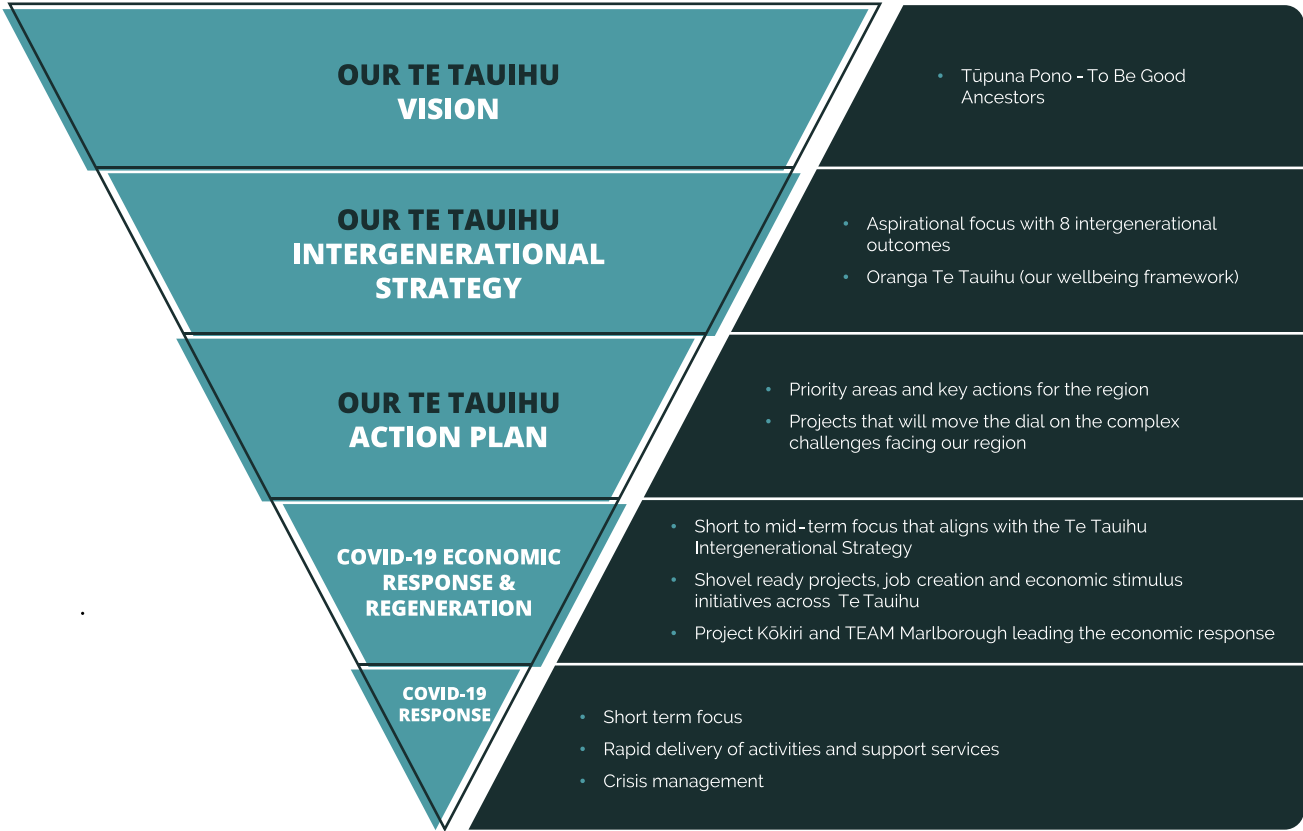 OUR TE TAUIHU
VISION
• Tūpuna Pono - To Be Good
Ancestors
OUR TE TAUIHU
INTERGENERATIONAL
STRATEGY
• Aspirational focus with 8 intergenerational
outcomes
• Oranga Te Tauihu (our wellbeing framework)
OUR TE TAUIHU
ACTION PLAN
• Priority areas and key actions for the region
• Projects that will move the dial on the complex
challenges facing our region
COVID-19 ECONOMIC
RESPONSE &
REGENERATION
• Short to mid-term focus that aligns with the Te Tauihu
Intergenerational Strategy
• Shovel ready projects, job creation and economic stimulus
initiatives across Te Tauihu
• Project Kōkiri and TEAM Marlborough leading the economic response
COVID-19
RESPONSE
• Short term focus
• Rapid delivery of activities and support services
• Crisis management